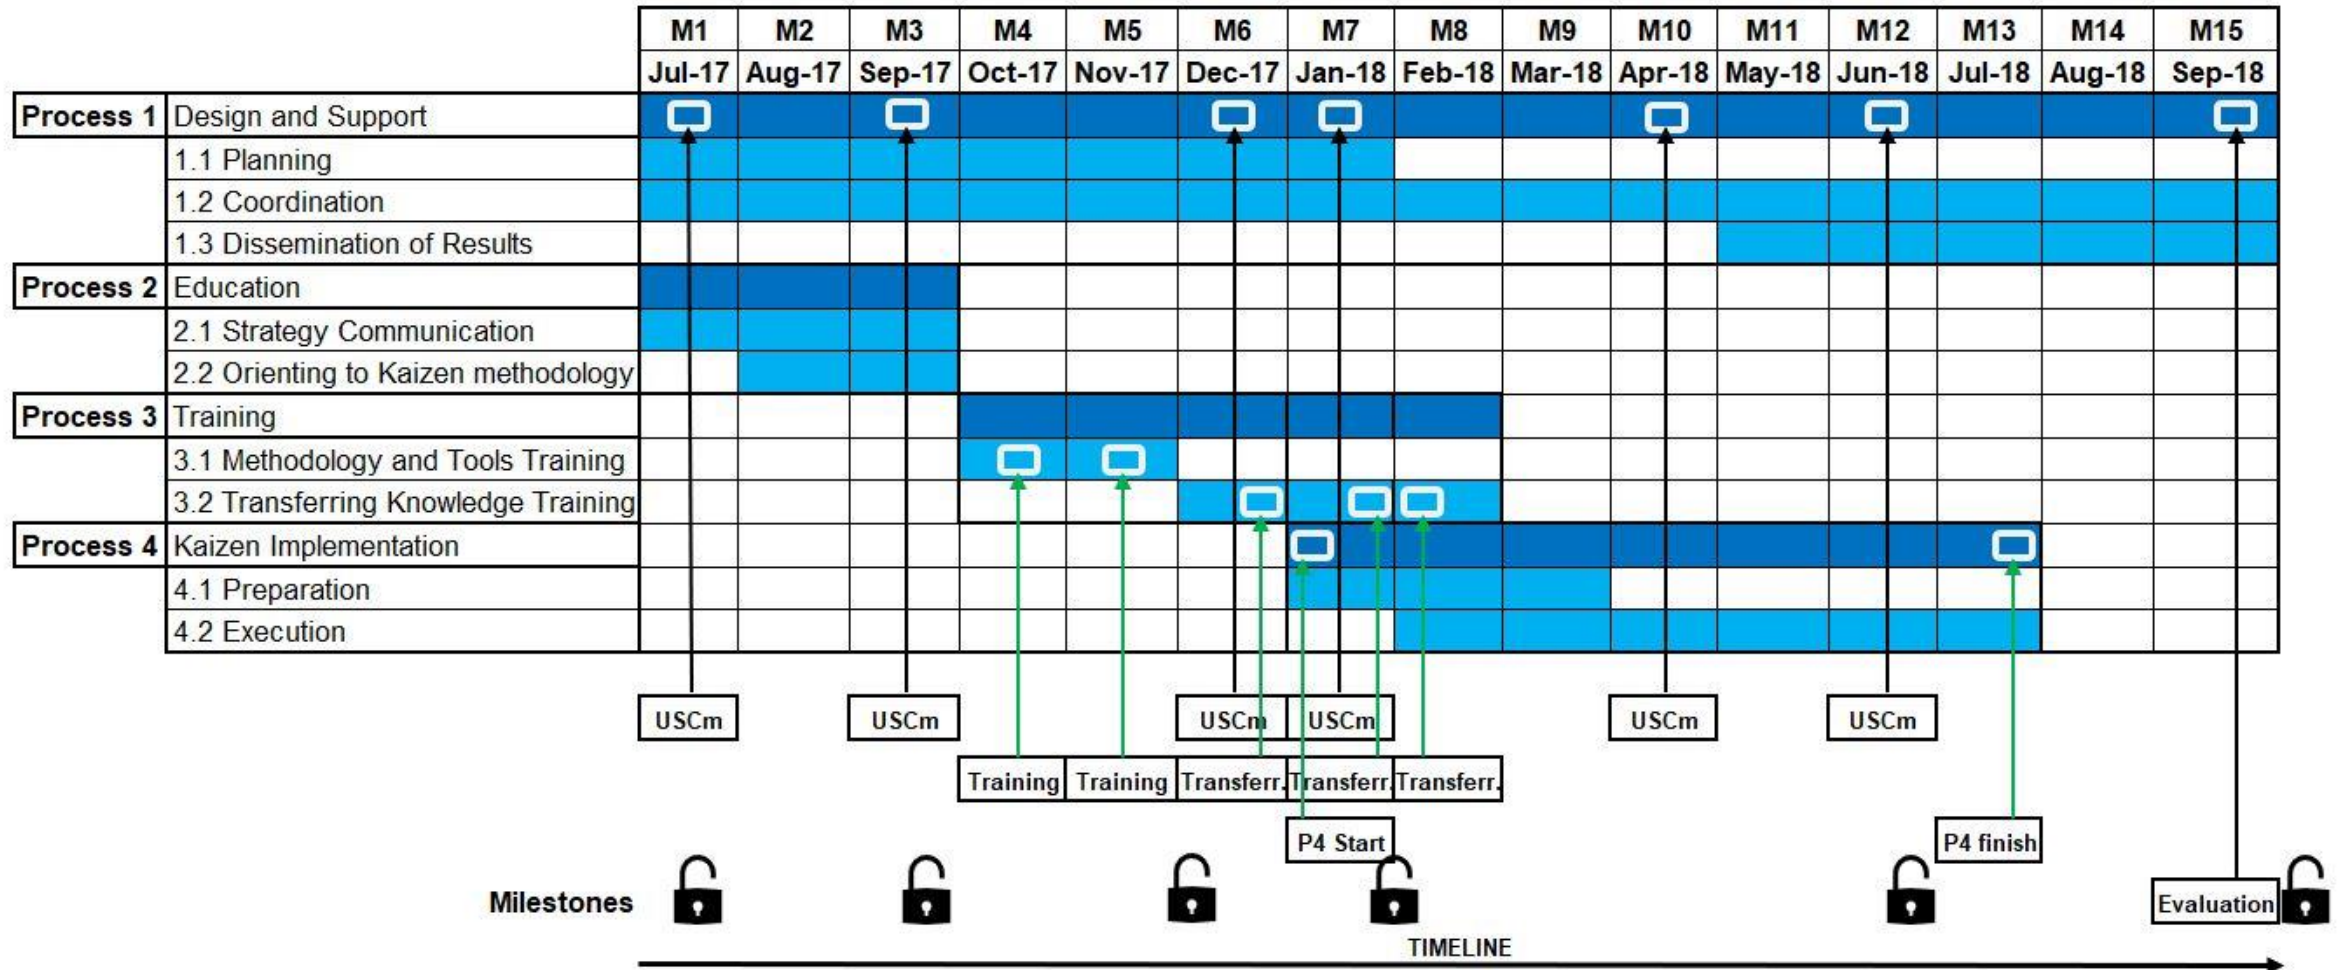 M1 M2 M3 M4 M5 M6 M7 M8 M9 M10 M11 M12 M13 M14 M15
Jul-17 Aug-17 Sep-17 Oct-17 Nov-17 Dec-17 Jan-18 Feb-18 Mar-18 Apr-18 May-18 Jun-18 Jul-18 Aug-18 Sep-18
Process 1 Design and Support
1.1 Planning
1.2 Coordination
1.3 Dissemination of Results
Process 2 Education
2.1 Strategy Communication
2.2 Orienting to Kaizen methodology
Process 3 Training
3.1 Methodology and Tools Training
3.2 Transferring Knowledge Training
Process 4 Kaizen Implementation
4.1 Preparation
4.2 Execution
USCm USCm USCm USCm USCm USCm
Training Training Transferr. Transferr. Transferr.
P4 Start P4 finish
Milestones Evaluation
TIMELINE